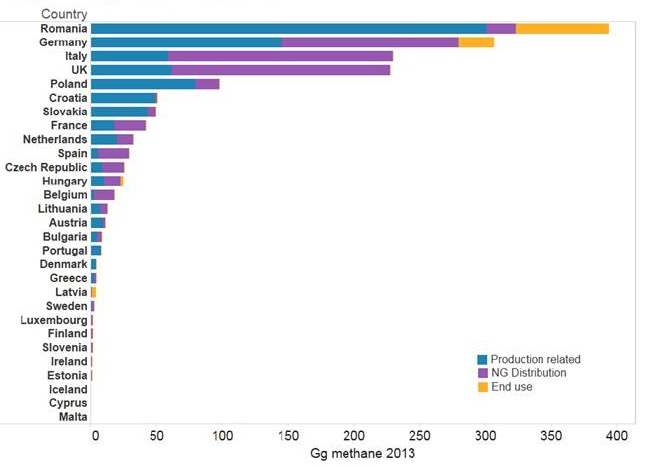 Country
Romania
Germany
Italy
UK
Poland
Croatia
Slovakia
France
Netherlands
Spain
Czech Republic
Hungary
Belgium
Lithuania
Austria
Bulgaria
Portugal
Denmark
Greece
Latvia
Sweden
Luxembourg
Finland
Slovenia
Ireland
Estonia
Iceland
Cyprus
Malta
Production related
NG Distribution
End use
0 50 100 150 200 250 300 350 400
Gg methane 2013